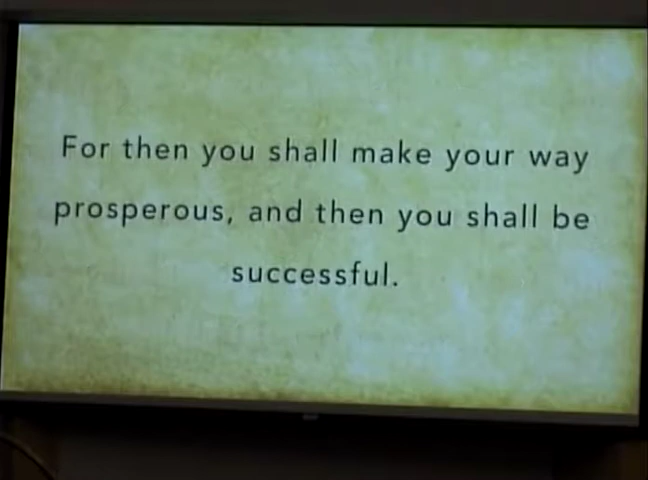 For then you shall make your way
prosperous, and then you shall be
successful.